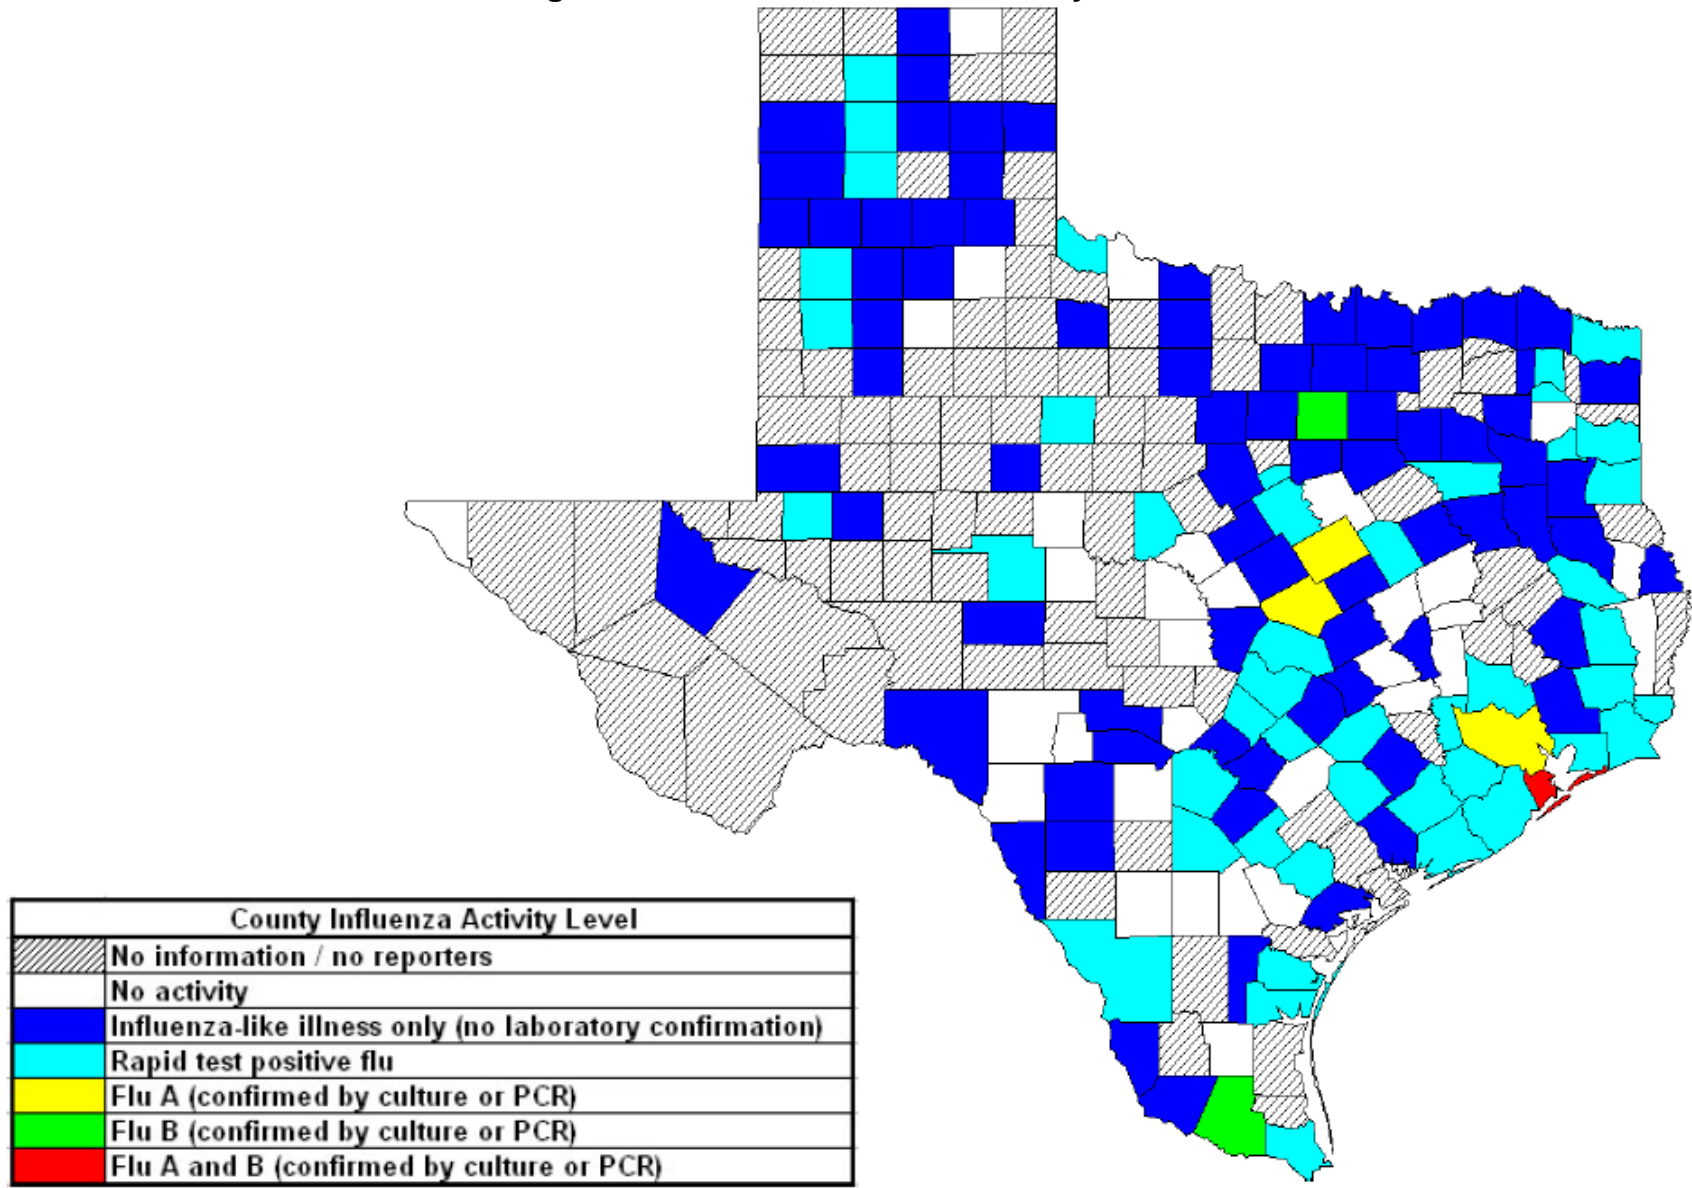 County Influenza Activity Level
No information / no reporters
No activity
Influenza-like illness only (no laboratory confirmation)
Rapid test positive flu
Flu A (confirmed by culture or PCR)
Flu B (confirmed by culture or PCR)
Flu A and B (confirmed by culture or PCR)